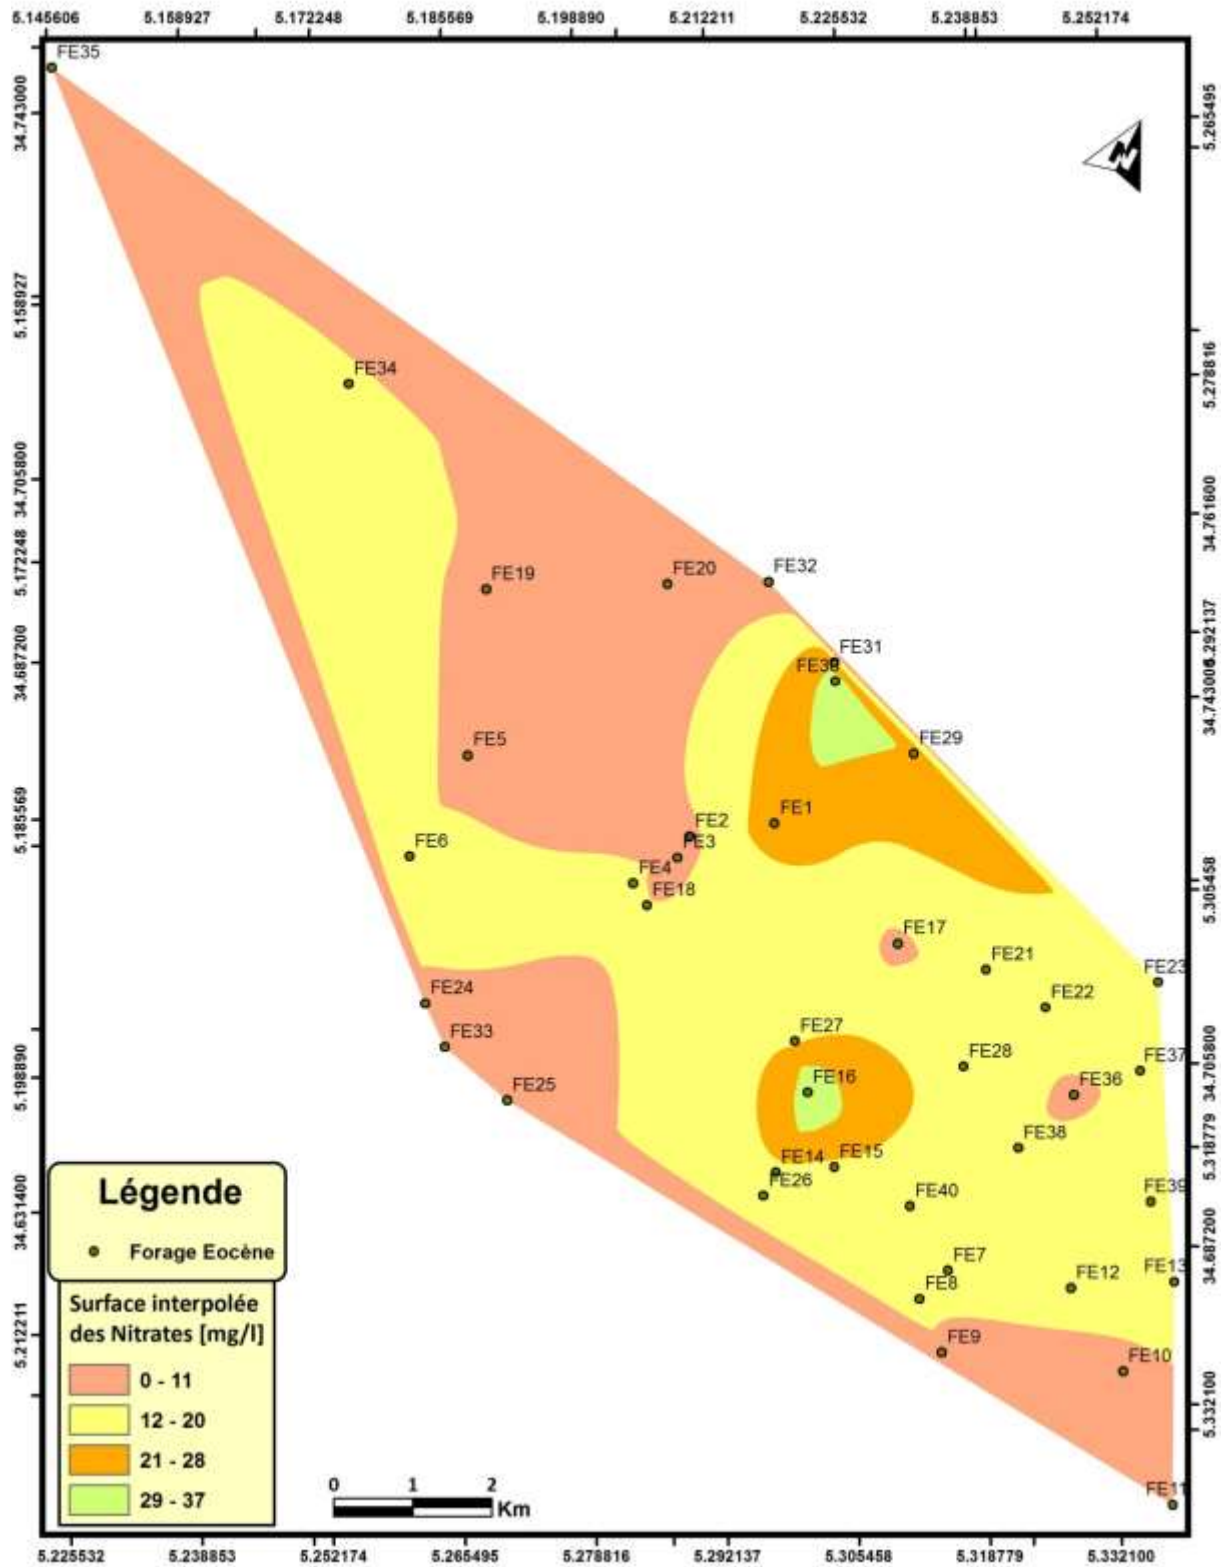 5.145606 5.158927 5.172248 5.185569 5.198890 5.212211 5.225532 5.238853 5.252174
34.743000
5.158927
34.705800
5.172248
34.687200
5.185569
5.198890
34.631400
5.212211
5.265495
5.278816
34.761600
5.292137
34.743000
5.305458
34.705800
5.318779
34.687200
5.332100
N
FE35
FE34
FE19
FE20
FE32
FE31
FE30
FE29
FE5
FE1
FE2
FE3
FE6
FE4
FE18
FE17
FE21
FE23
FE22
FE24
FE27
FE33
FE28
FE37
FE16
FE36
FE25
FE38
FE15
FE14
FE26
FE40
FE39
FE7
FE13
FE12
FE8
FE9
FE10
FE11
Légende
Forage Eocène
Surface interpolée
des Nitrates [mg/l]
0 - 11
12 - 20
21 - 28
29 - 37
0 1 2
Km
5.225532 5.238853 5.252174 5.265495 5.278816 5.292137 5.305458 5.318779 5.332100